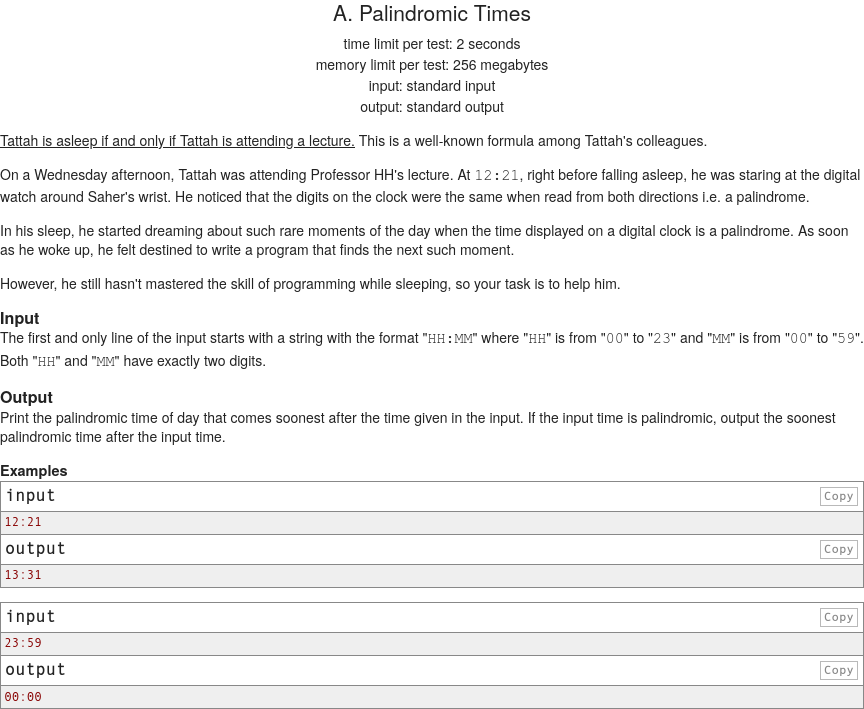 A. Palindromic Times
time limit per test: 2 seconds
memory limit per test: 256 megabytes
input: standard input
output: standard output
Tattah is asleep if and only if Tattah is attending a lecture. This is a well-known formula among Tattah's colleagues.
On a Wednesday afternoon, Tattah was attending Professor HH's lecture. At 12:21, right before falling asleep, he was staring at the digital
watch around Saher's wrist. He noticed that the digits on the clock were the same when read from both directions i.e. a palindrome.
In his sleep, he started dreaming about such rare moments of the day when the time displayed on a digital clock is a palindrome. As soon
as he woke up, he felt destined to write a program that finds the next such moment.
However, he still hasn't mastered the skill of programming while sleeping, so your task is to help him.
Input
The first and only line of the input starts with a string with the format "HH:MM" where "HH" is from "00" to "23" and "MM" is from "00" to "59".
Both "HH" and "MM" have exactly two digits.
Output
Print the palindromic time of day that comes soonest after the time given in the input. If the input time is palindromic, output the soonest
palindromic time after the input time.
Examples
input Copy
12:21
output Copy
13:31
input Copy
23:59
output Copy
00:00